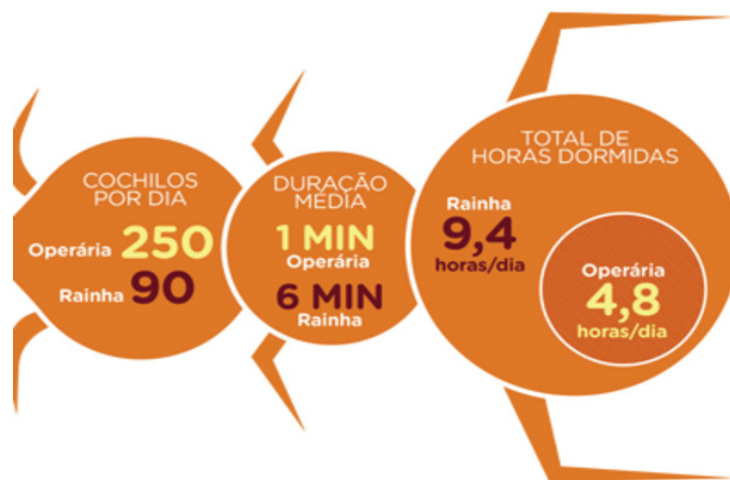 COCHILOS
POR DIA
Operária 250
Rainha 90
DURAÇÃO
MÉDIA
1 MIN
Operária
6 MIN
Rainha
TOTAL DE
HORAS DORMIDAS
Rainha
9,4
horas/dia
Operária
4,8
horas/dia